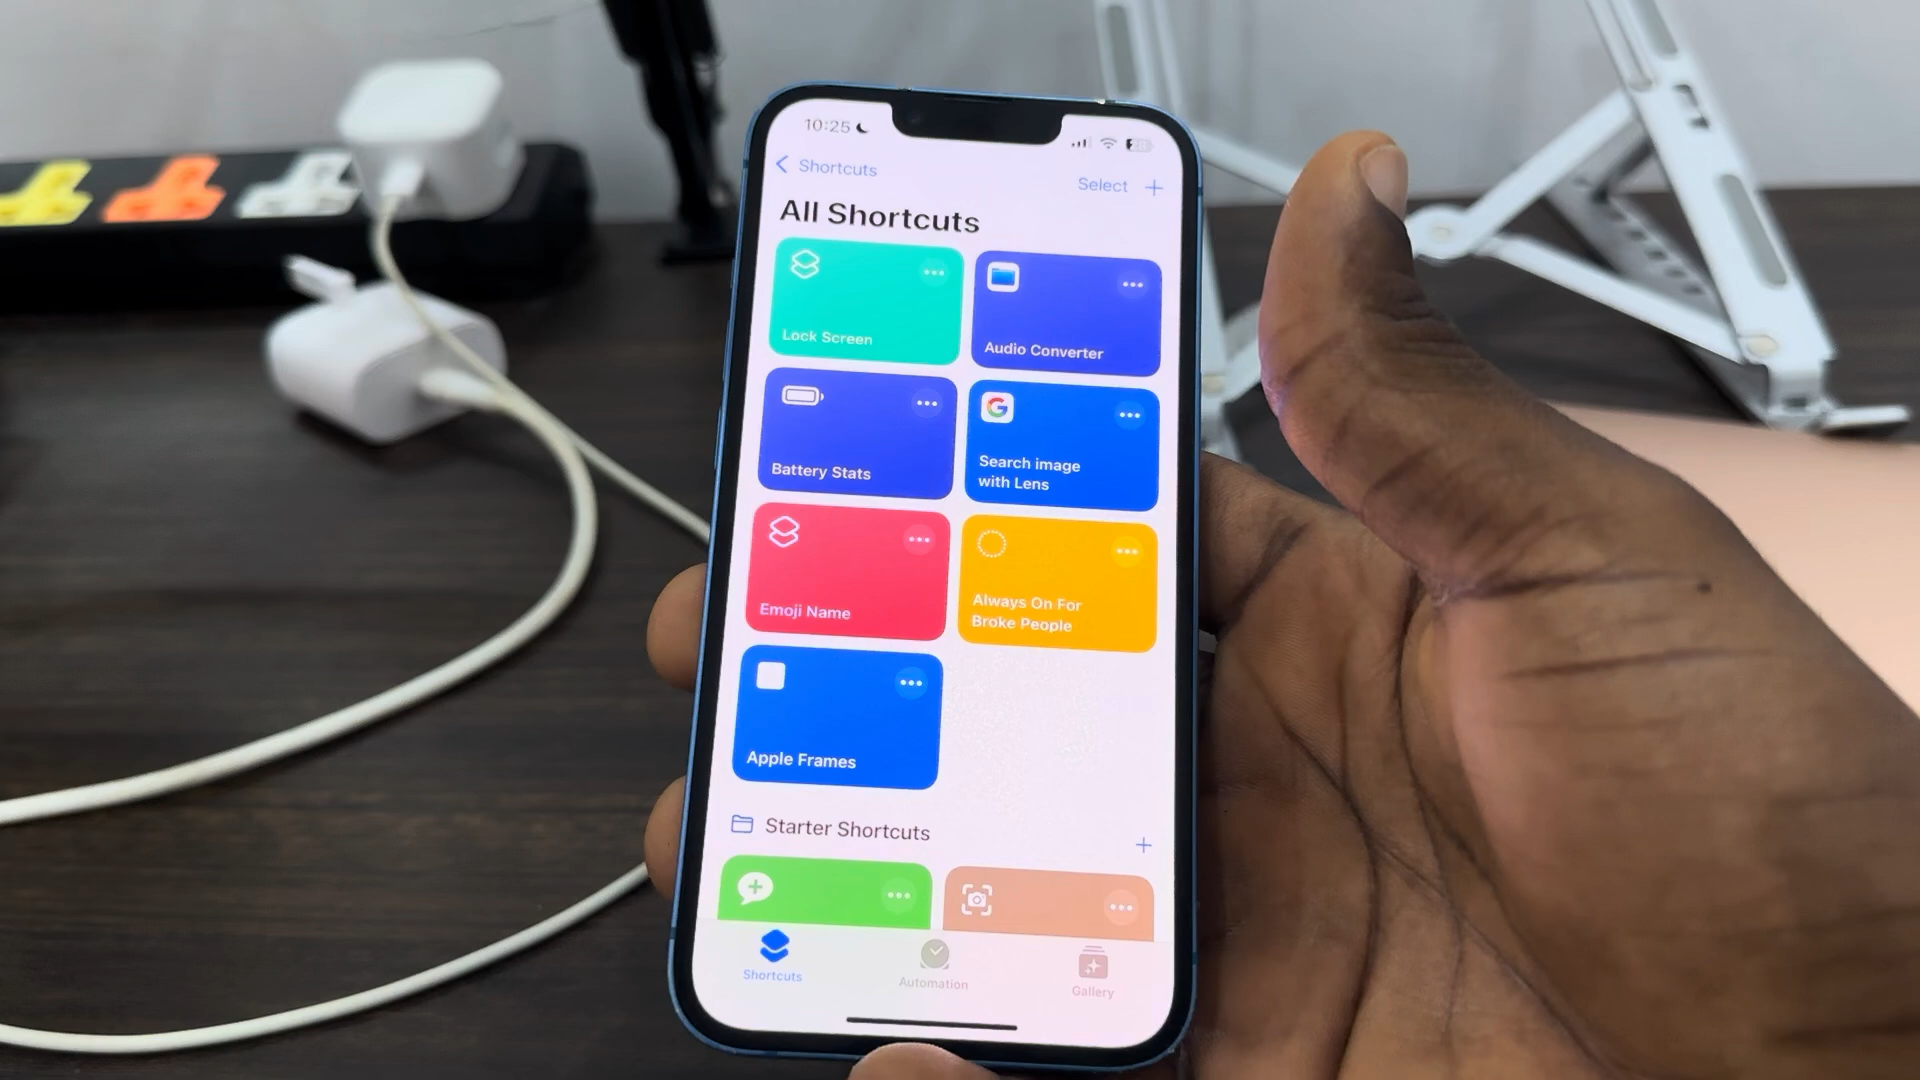 10:25
Shortcuts
Select
All Shortcuts
Lock Screen
Audio Converter
Battery Stats
Search image
with Lens
Emoji Name
Always On For
Broke People
Apple Frames
Starter Shortcuts
Shortcuts
Automation
Gallery